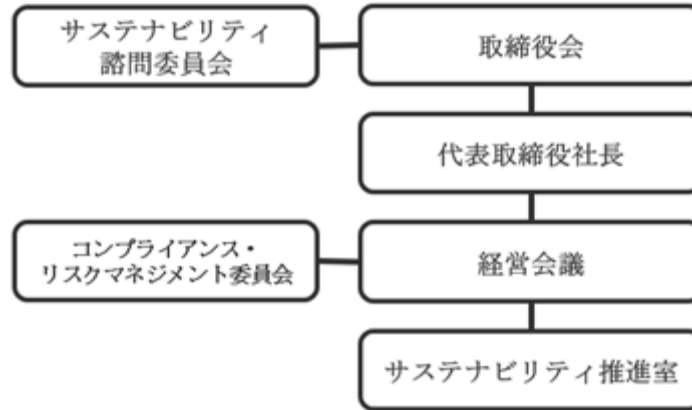 サステナビリティ
諮問委員会
取締役会
代表取締役社長
コンプライアンス・
リスクマネジメント委員会
経営会議
サステナビリティ推進室